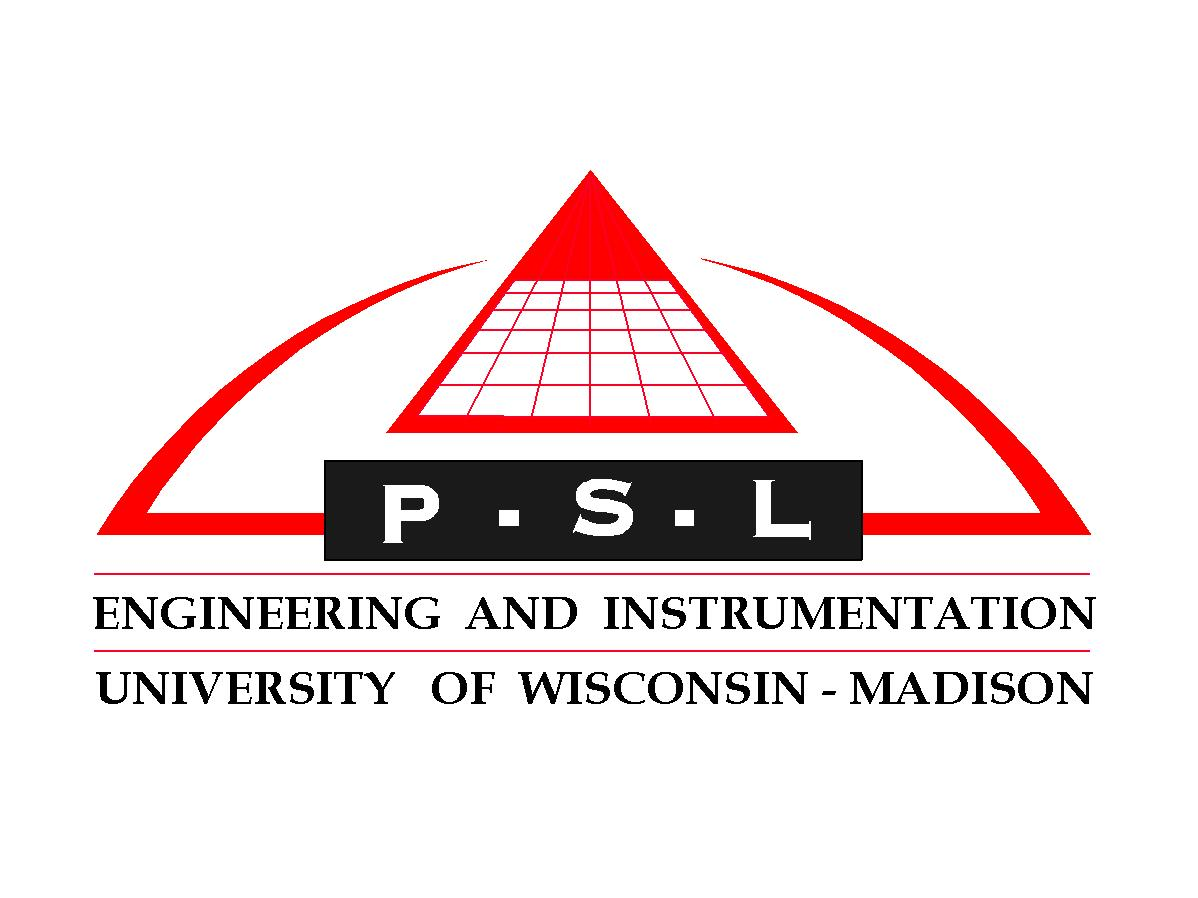 P . S . L
ENGINEERING AND INSTRUMENTATION
UNIVERSITY OF WISCONSIN - MADISON